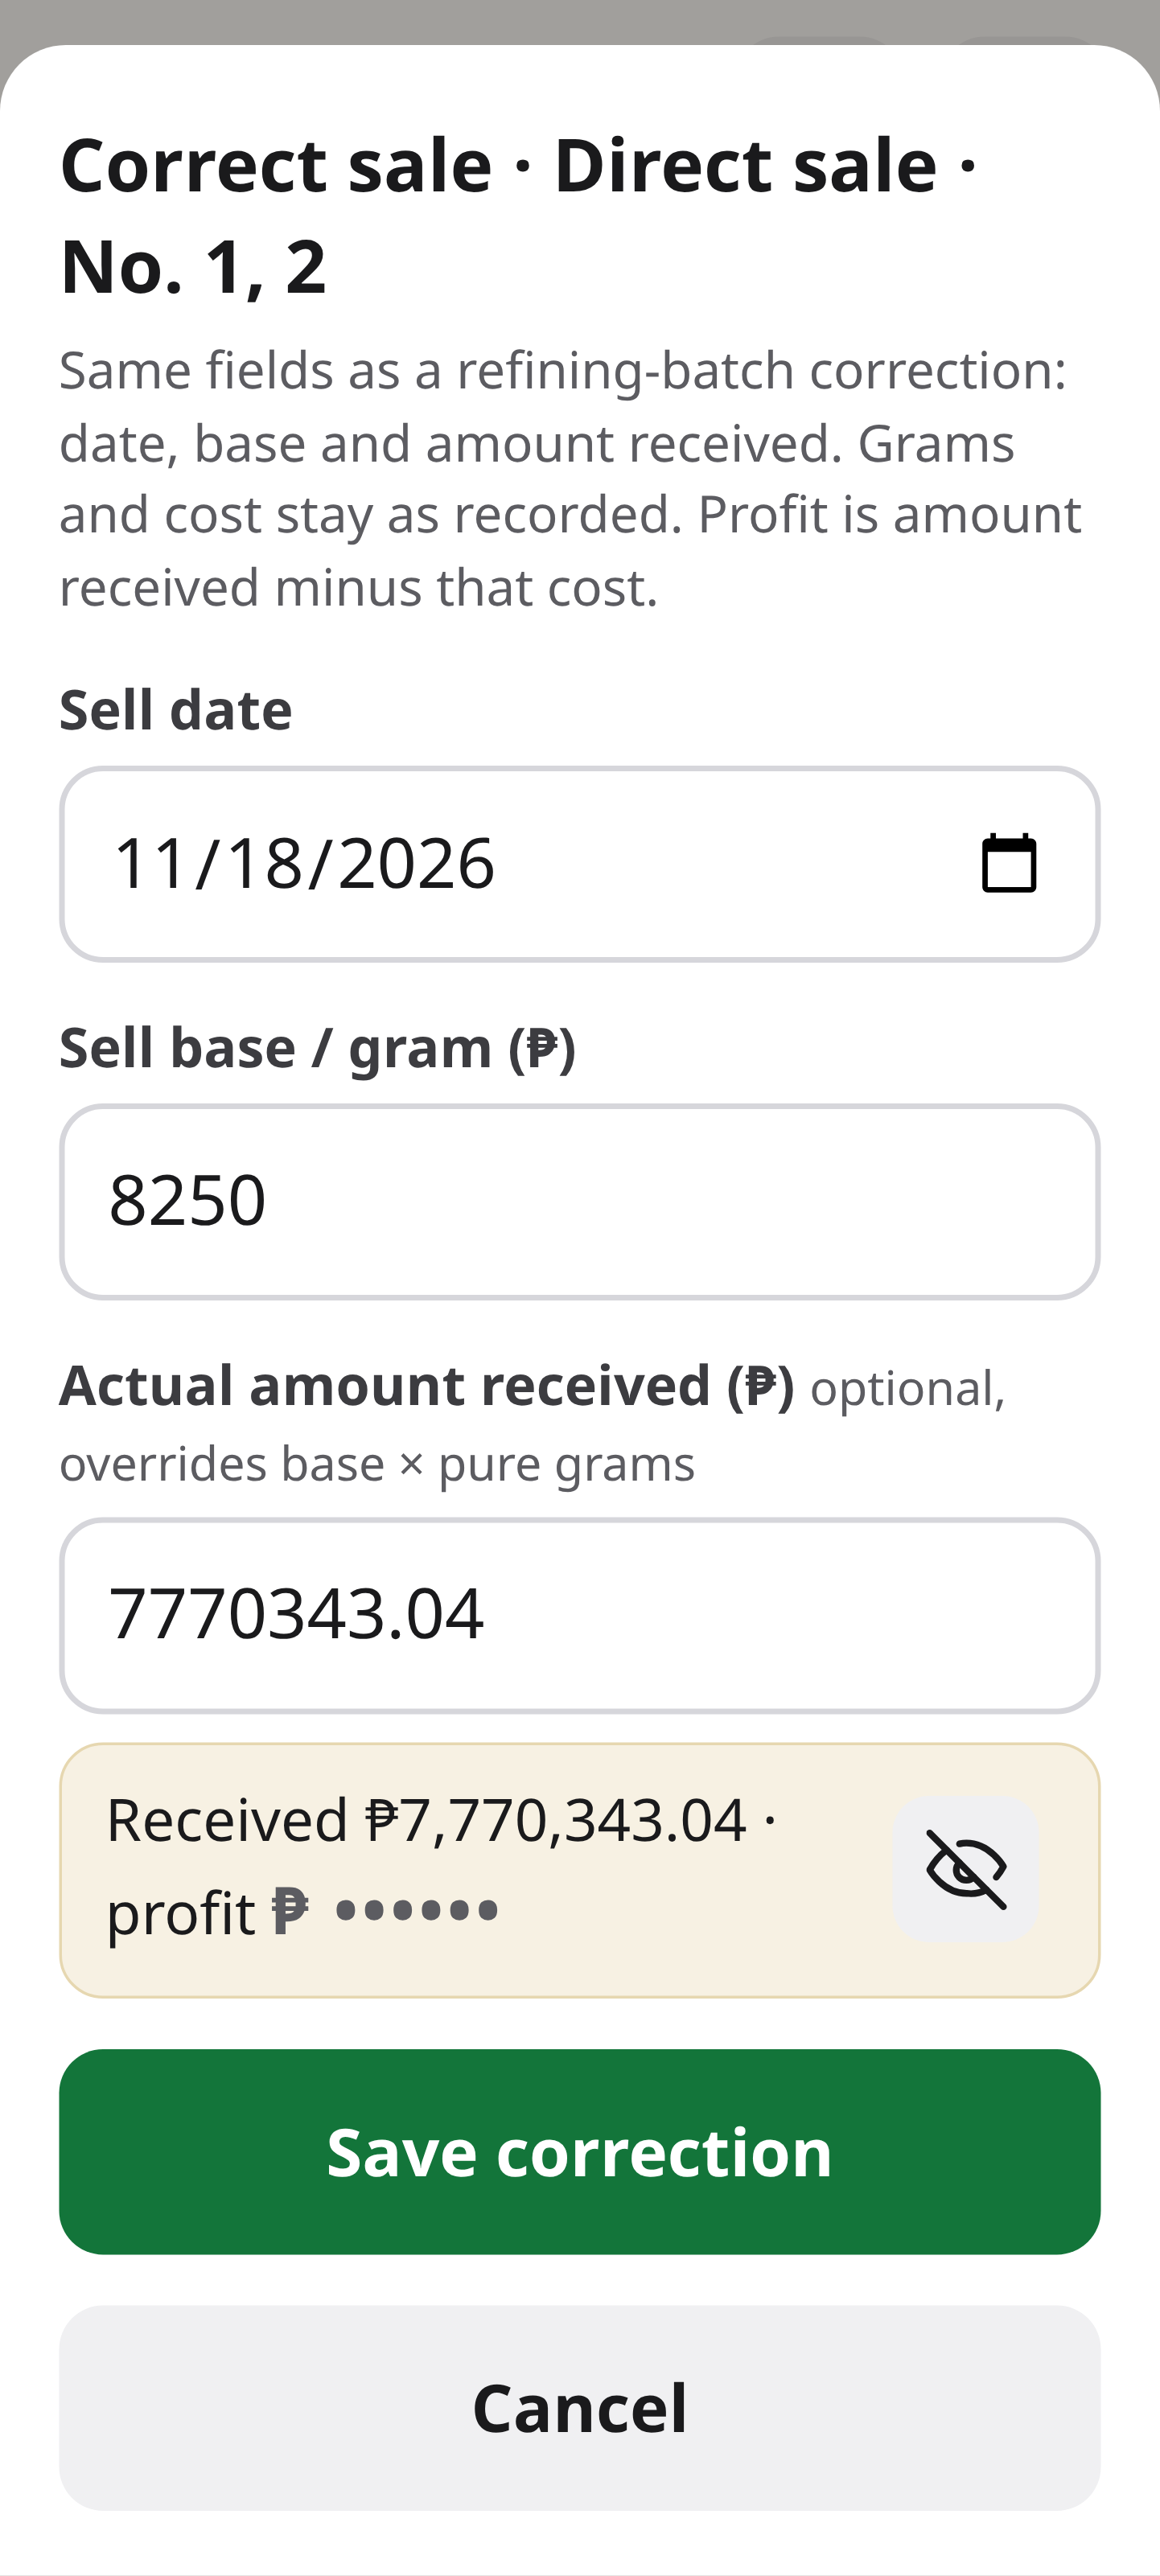 Correct sale · Direct sale ·
No. 1, 2
Same fields as a refining-batch correction:
date, base and amount received. Grams
and cost stay as recorded. Profit is amount
received minus that cost.
Sell date
11/18/2026
Sell base / gram (₱)
8250
Actual amount received (₱) optional,
overrides base × pure grams
7770343.04
Received ₱7,770,343.04 ·
profit ₱ ••••••
Save correction
Cancel